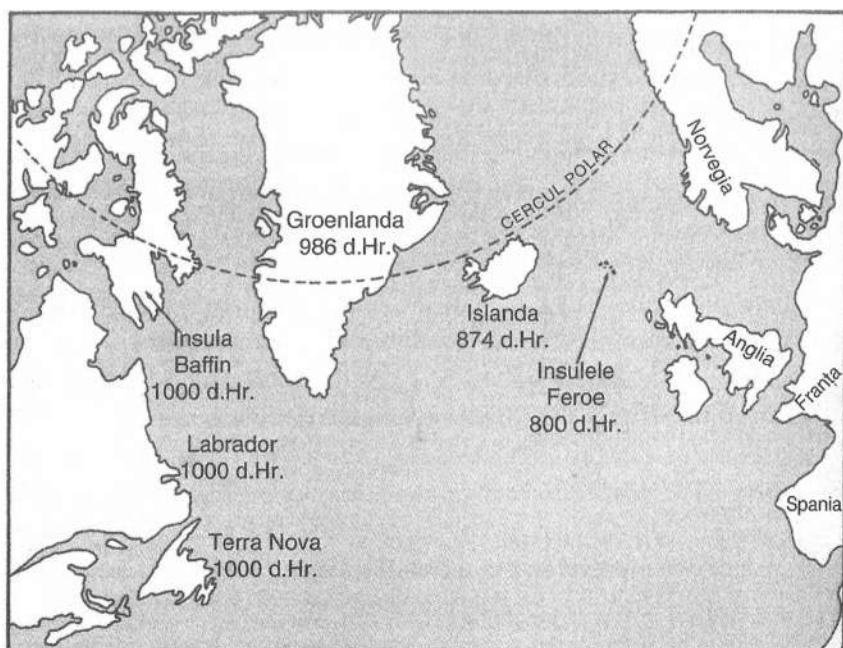 Norvegia
CERCUL POLAR
Groenlanda
986 d.Hr.
Islanda
874 d.Hr.
Insula
Baffin
1000 d.Hr.
Anglia
Insulele
Feroe
800 d.Hr.
Franta
Labrador
1000 d.Hr.
Spania
Terra Nova
1000 d.Hr.